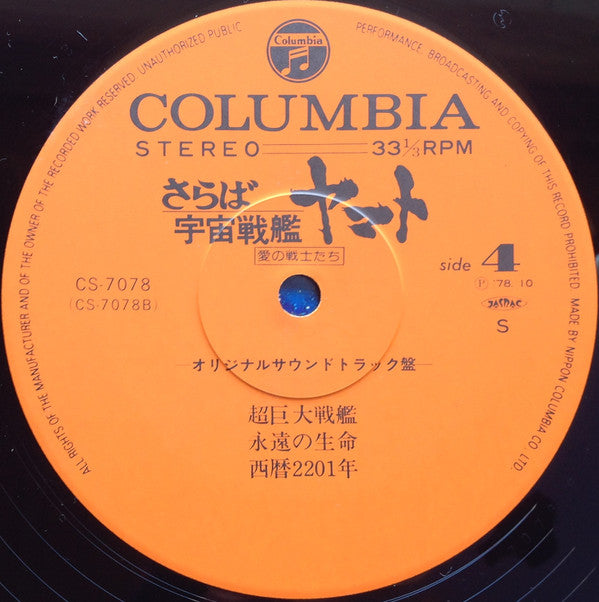 ALL RIGHTS OF THE MANUFACTURER AND OF THE OWNER OF THE RECORDED WORK RESERVED. UNAUTHORIZED PUBLIC PERFORMANCE, BROADCASTING AND COPYING OF THIS RECORD PROHIBITED. MADE BY NIPPON COLUMBIA CO. LTD.
Columbia
COLUMBIA
STEREO 33 1/3 RPM
さらば
宇宙戦艦
ヤマト
愛の戦士たち
CS-7078
(CS-7078B)
side 4
Ⓟ '78. 10
JASRAC
S
オリジナルサウンドトラック盤
超巨大戦艦
永遠の生命
西暦2201年